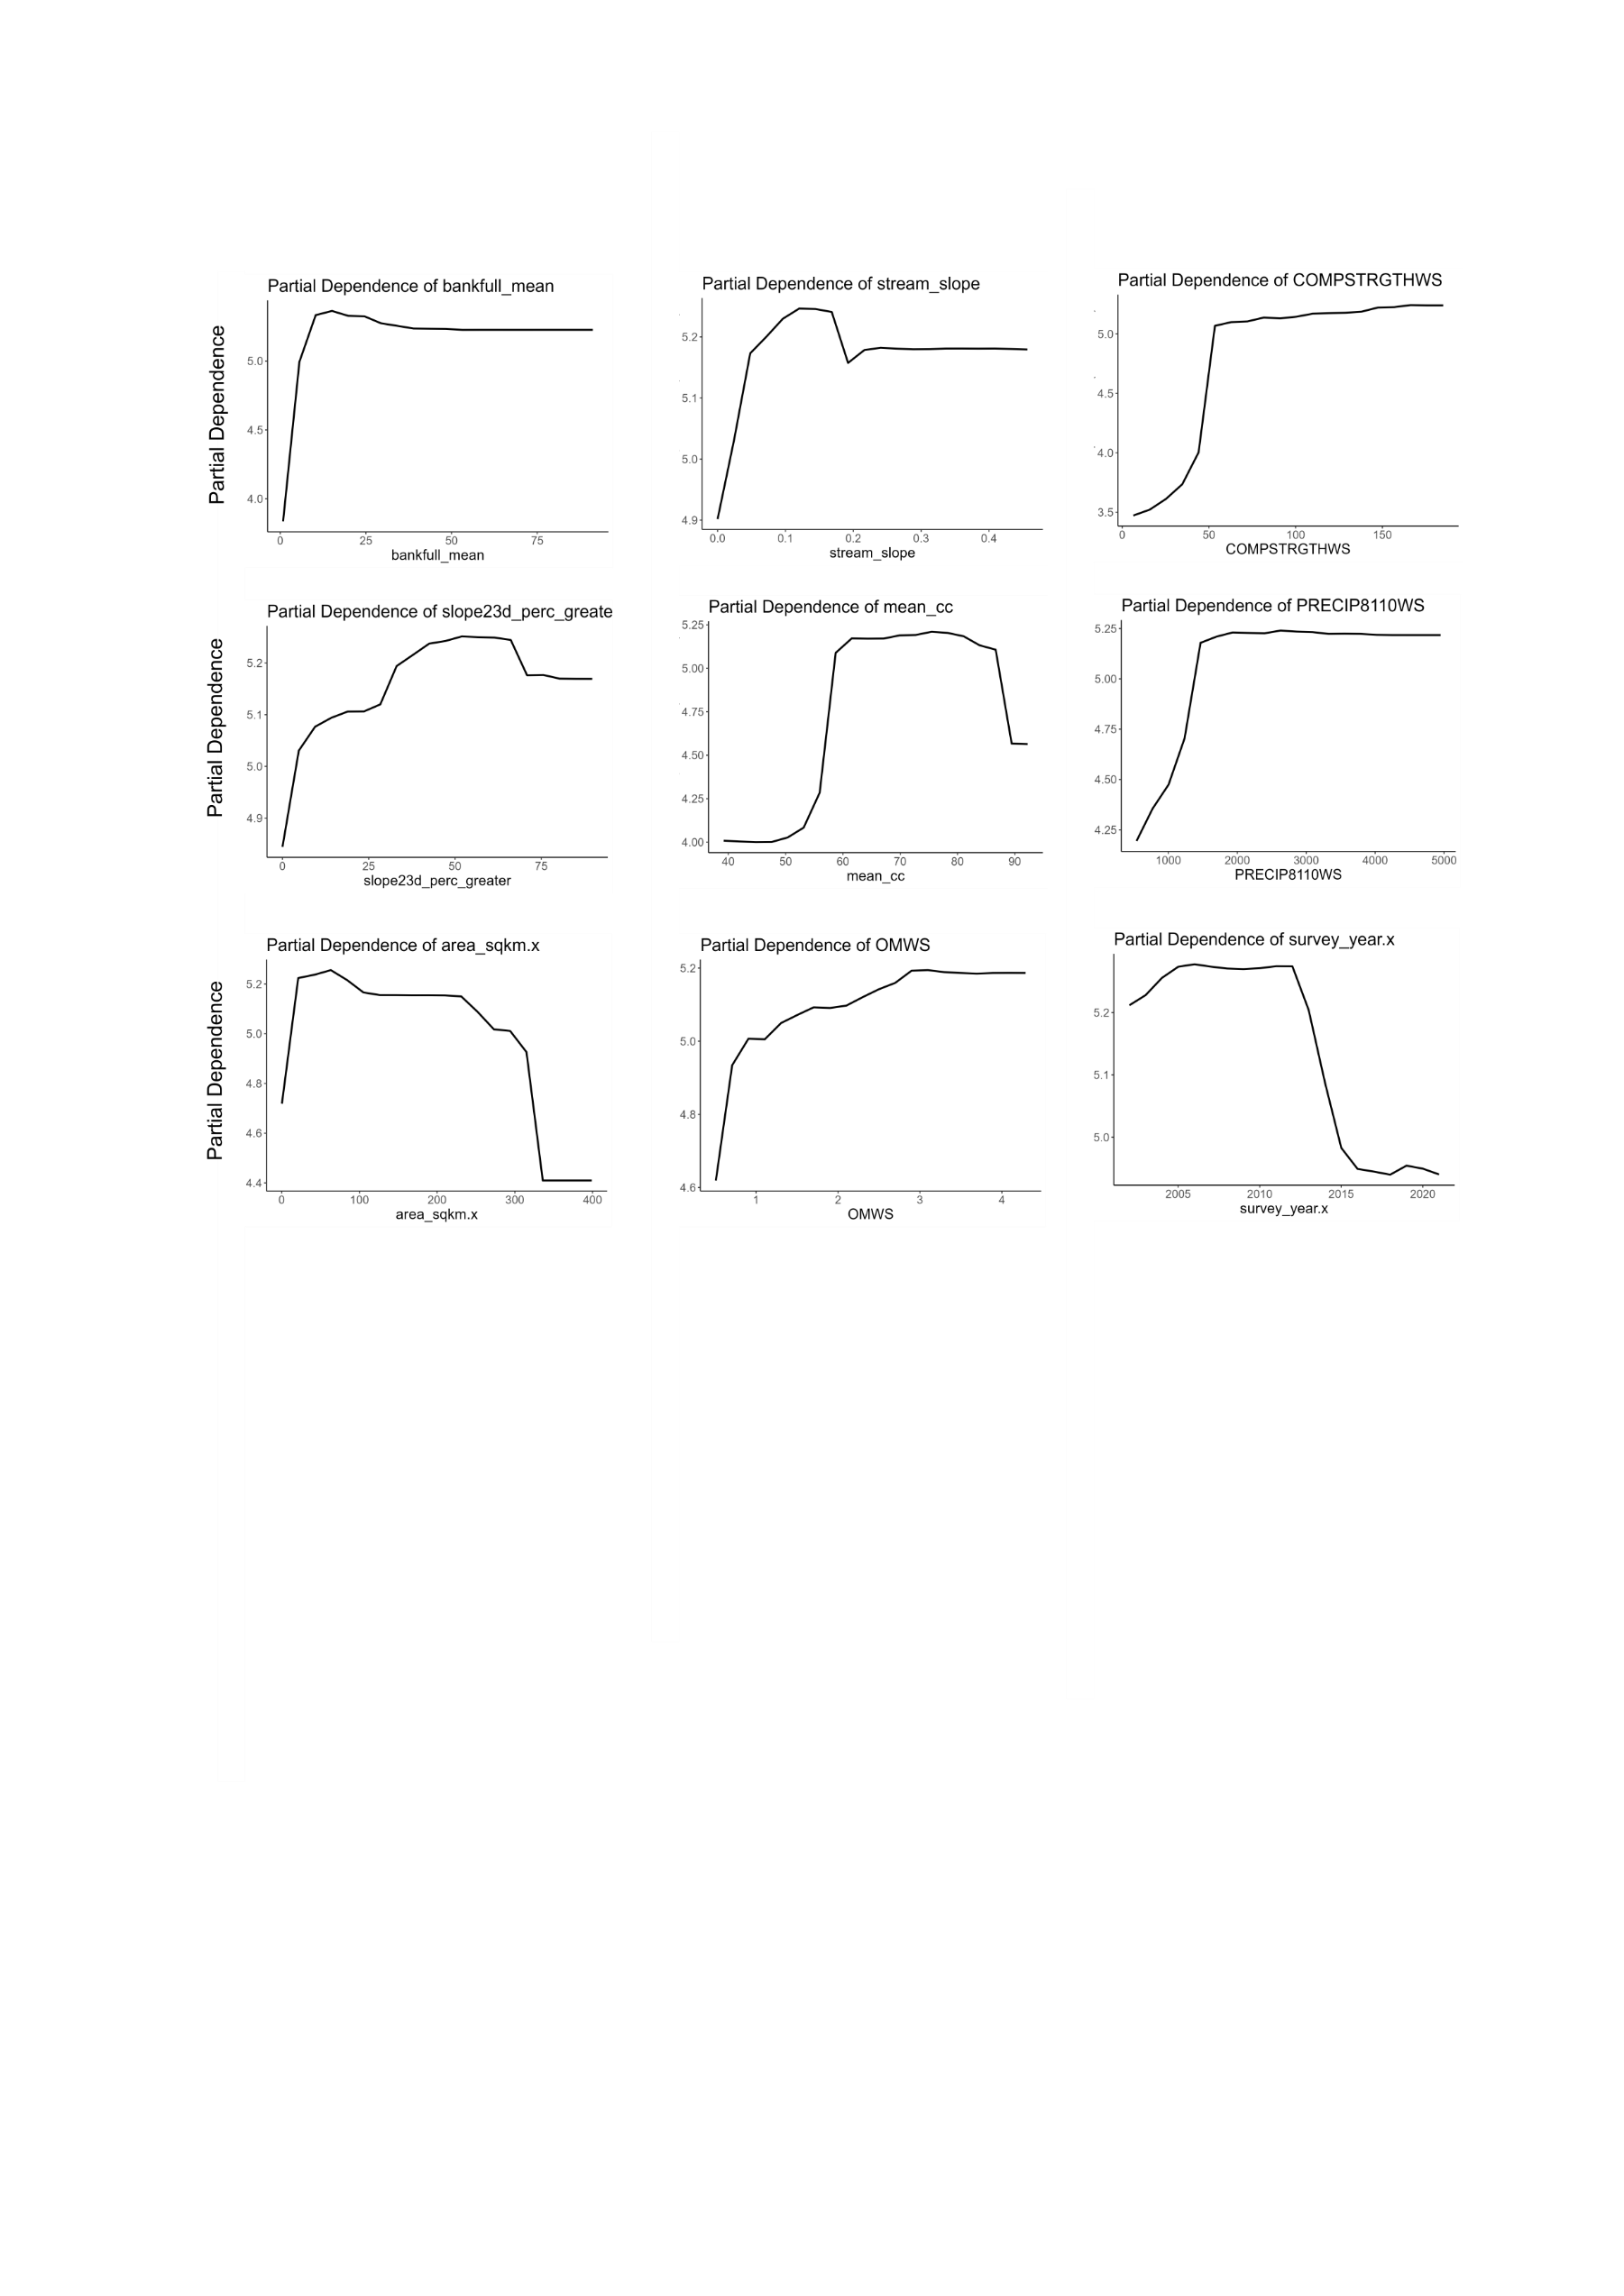 Partial Dependence of bankfull_mean
Partial Dependence
5.0
4.5
4.0
0 25 50 75
bankfull_mean
Partial Dependence of stream_slope
5.2
5.1
5.0
4.9
0.0 0.1 0.2 0.3 0.4
stream_slope
Partial Dependence of COMPSTRGTHWS
5.0
4.5
4.0
3.5
0 50 100 150
COMPSTRGTHWS
Partial Dependence of slope23d_perc_greate
Partial Dependence
5.2
5.1
5.0
4.9
0 25 50 75
slope23d_perc_greater
Partial Dependence of mean_cc
5.25
5.00
4.75
4.50
4.25
4.00
40 50 60 70 80 90
mean_cc
Partial Dependence of PRECIP8110WS
5.25
5.00
4.75
4.50
4.25
1000 2000 3000 4000 5000
PRECIP8110WS
Partial Dependence of area_sqkm.x
Partial Dependence
5.2
5.0
4.8
4.6
4.4
0 100 200 300 400
area_sqkm.x
Partial Dependence of OMWS
5.2
5.0
4.8
4.6
1 2 3 4
OMWS
Partial Dependence of survey_year.x
5.2
5.1
5.0
2005 2010 2015 2020
survey_year.x